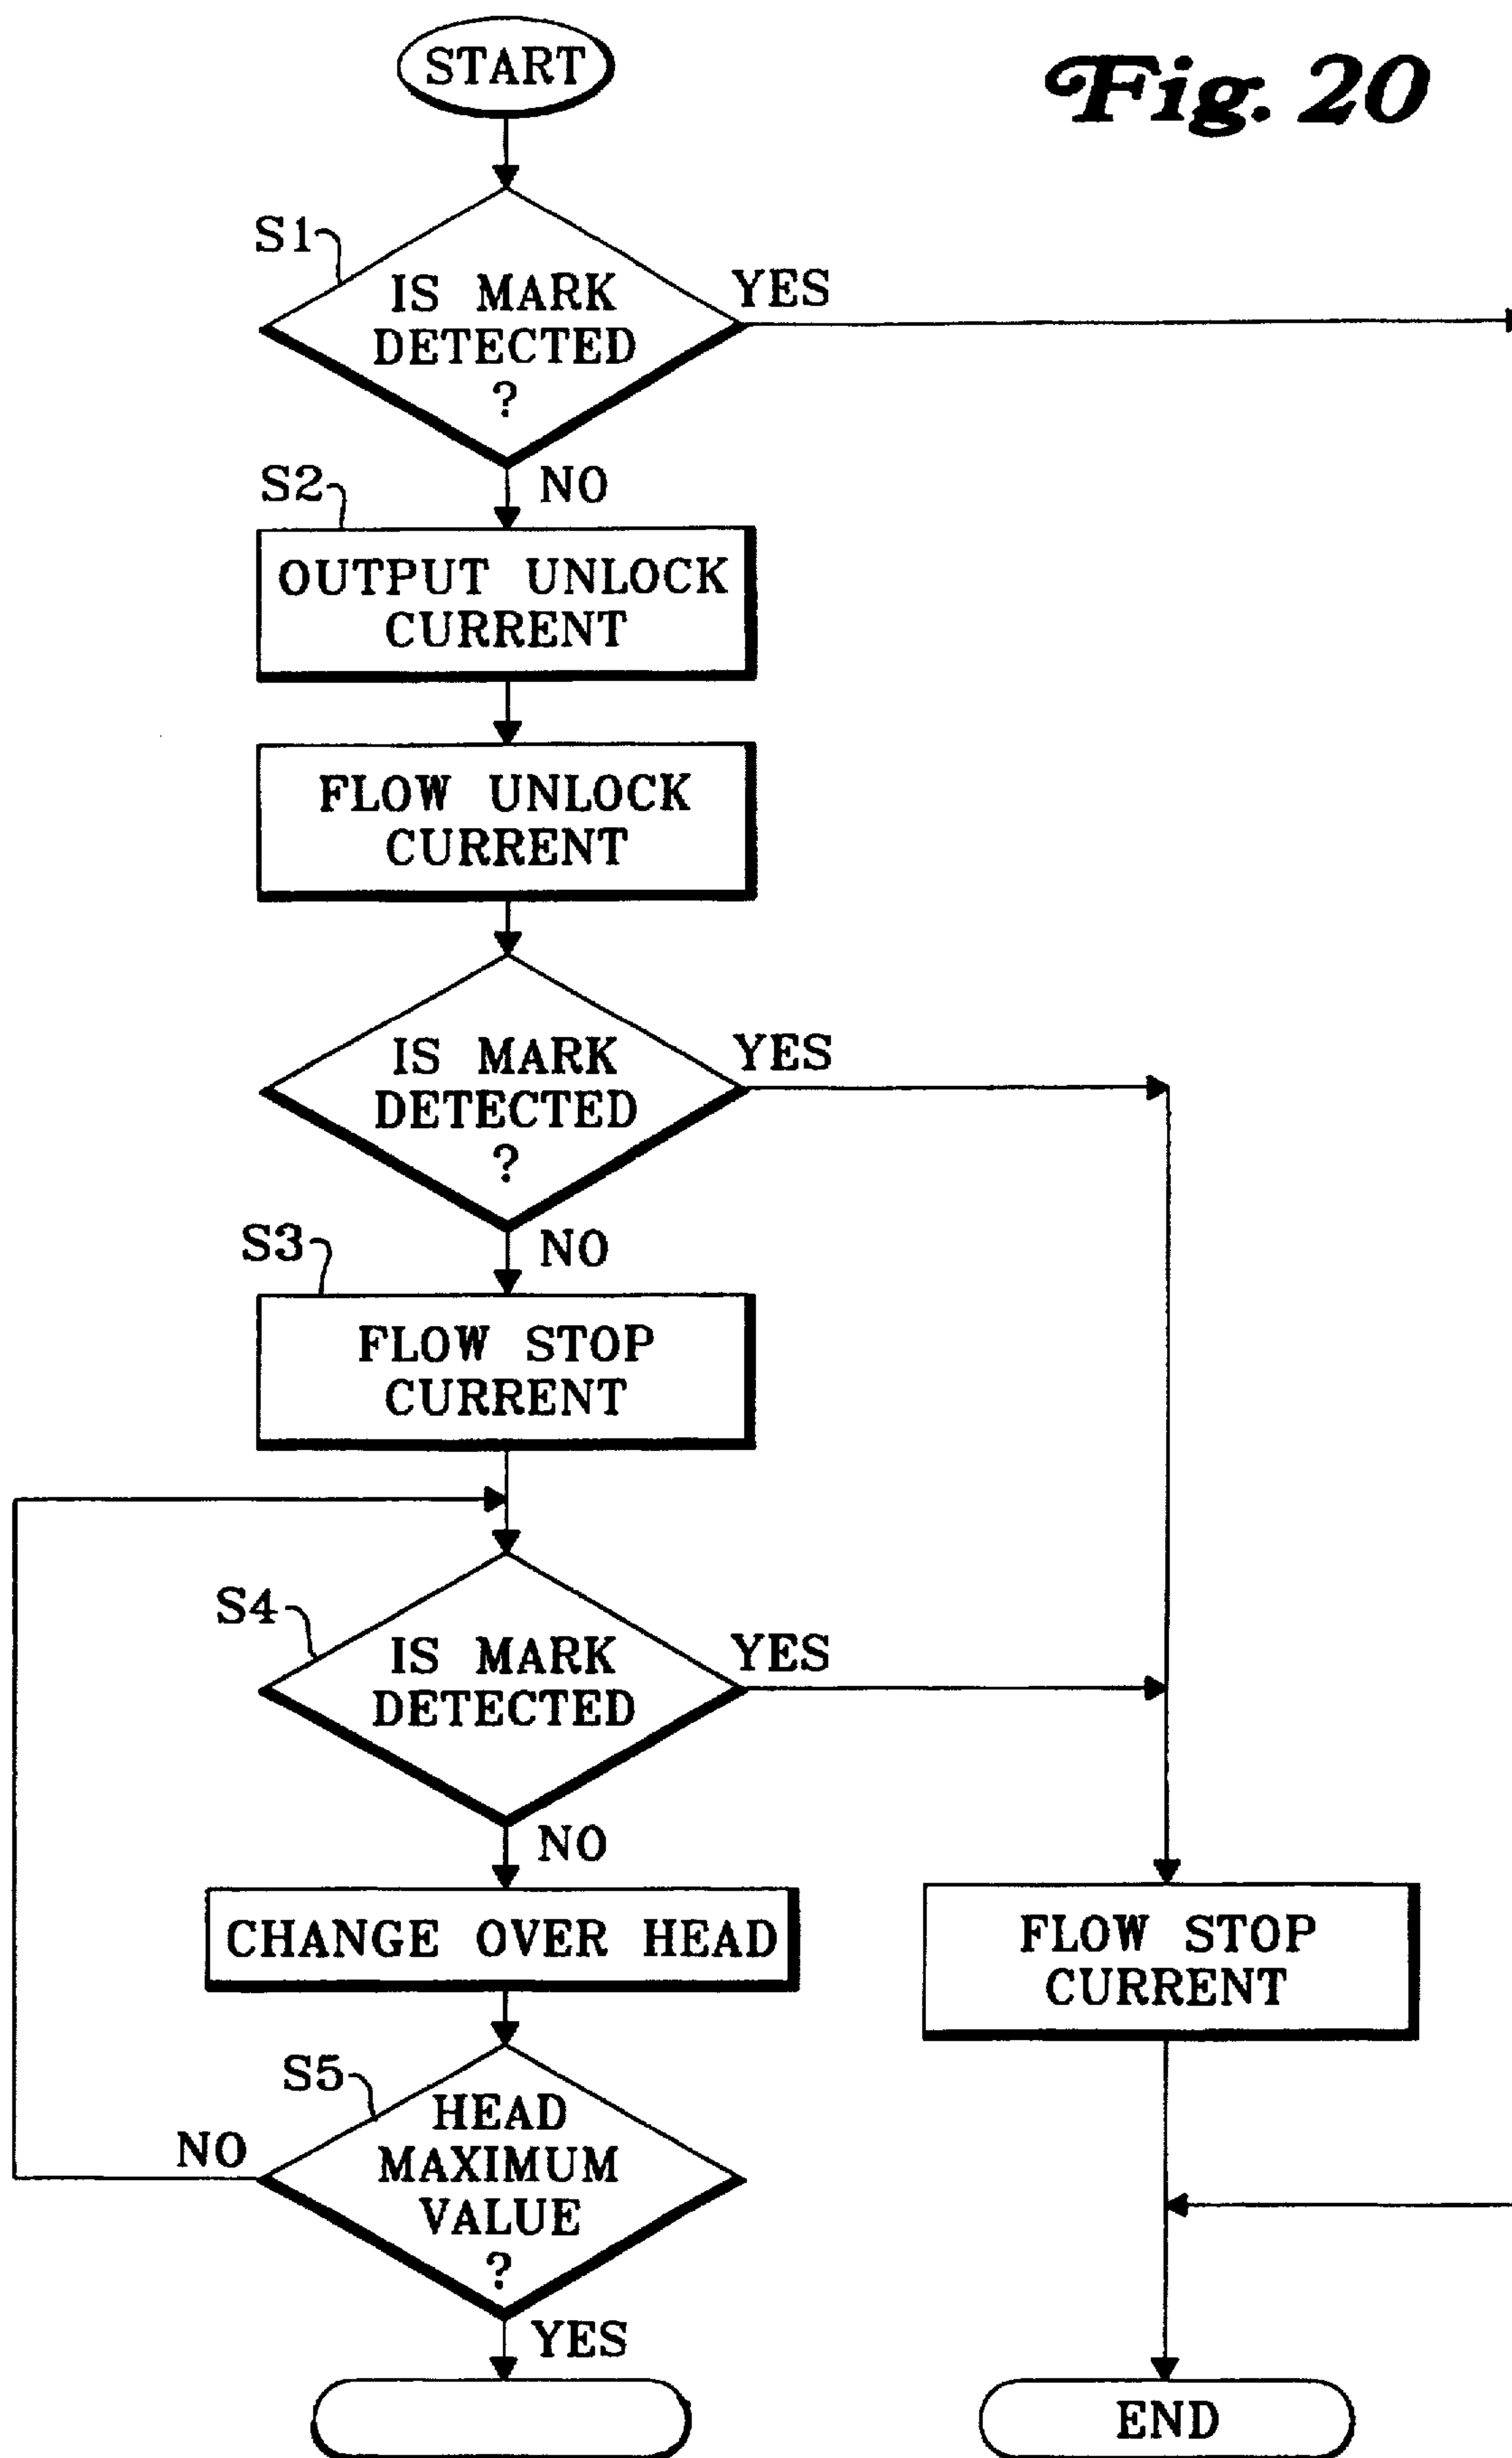 Fig. 20
START
S1
IS MARK
DETECTED
?
YES
NO
S2
OUTPUT UNLOCK
CURRENT
FLOW UNLOCK
CURRENT
IS MARK
DETECTED
?
YES
NO
S3
FLOW STOP
CURRENT
S4
IS MARK
DETECTED
YES
NO
CHANGE OVER HEAD
FLOW STOP
CURRENT
S5
HEAD
MAXIMUM
VALUE
?
NO
YES
END